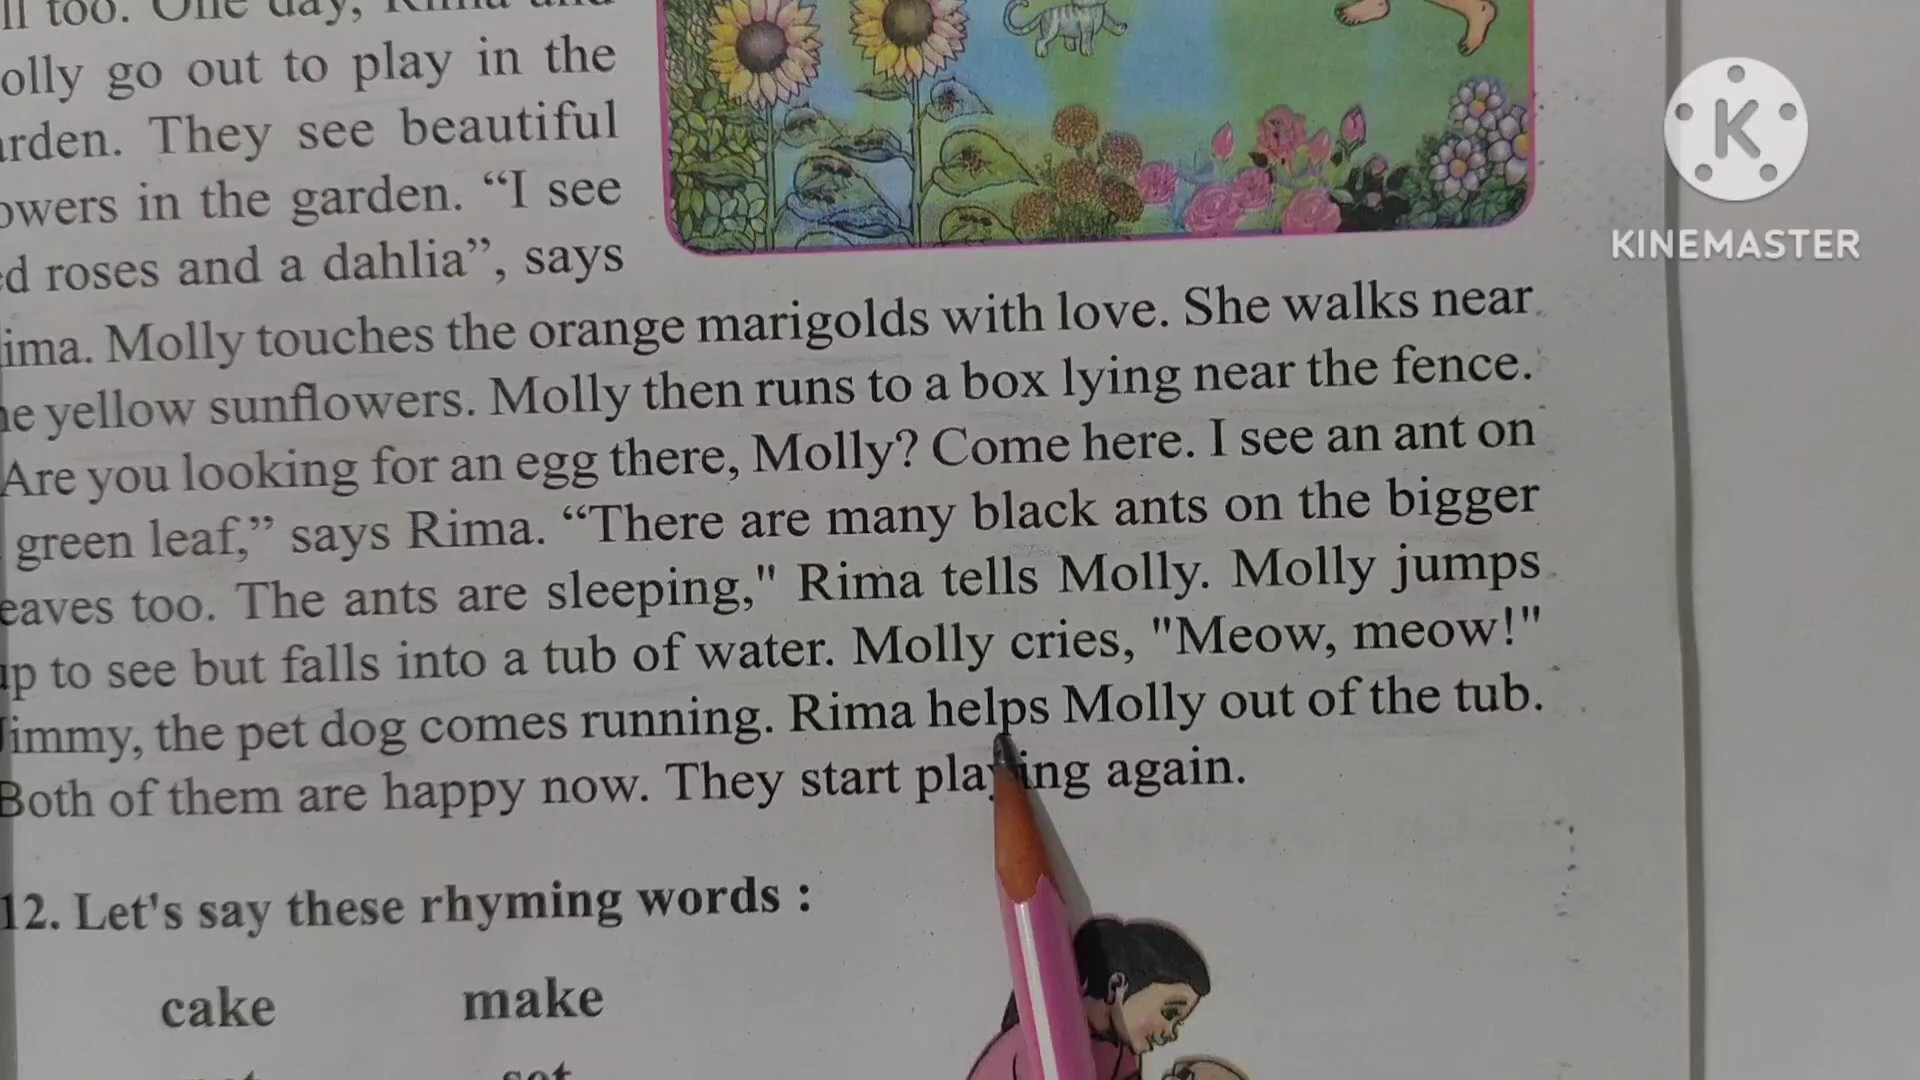 too. One day, Rima and
olly go out to play in the
arden. They see beautiful
owers in the garden. “I see
ed roses and a dahlia”, says
ima. Molly touches the orange marigolds with love. She walks near
he yellow sunflowers. Molly then runs to a box lying near the fence.
Are you looking for an egg there, Molly? Come here. I see an ant on
green leaf,” says Rima. “There are many black ants on the bigger
eaves too. The ants are sleeping," Rima tells Molly. Molly jumps
up to see but falls into a tub of water. Molly cries, "Meow, meow!"
Jimmy, the pet dog comes running. Rima helps Molly out of the tub.
Both of them are happy now. They start playing again.
12. Let's say these rhyming words :
cake make
K
KINEMASTER